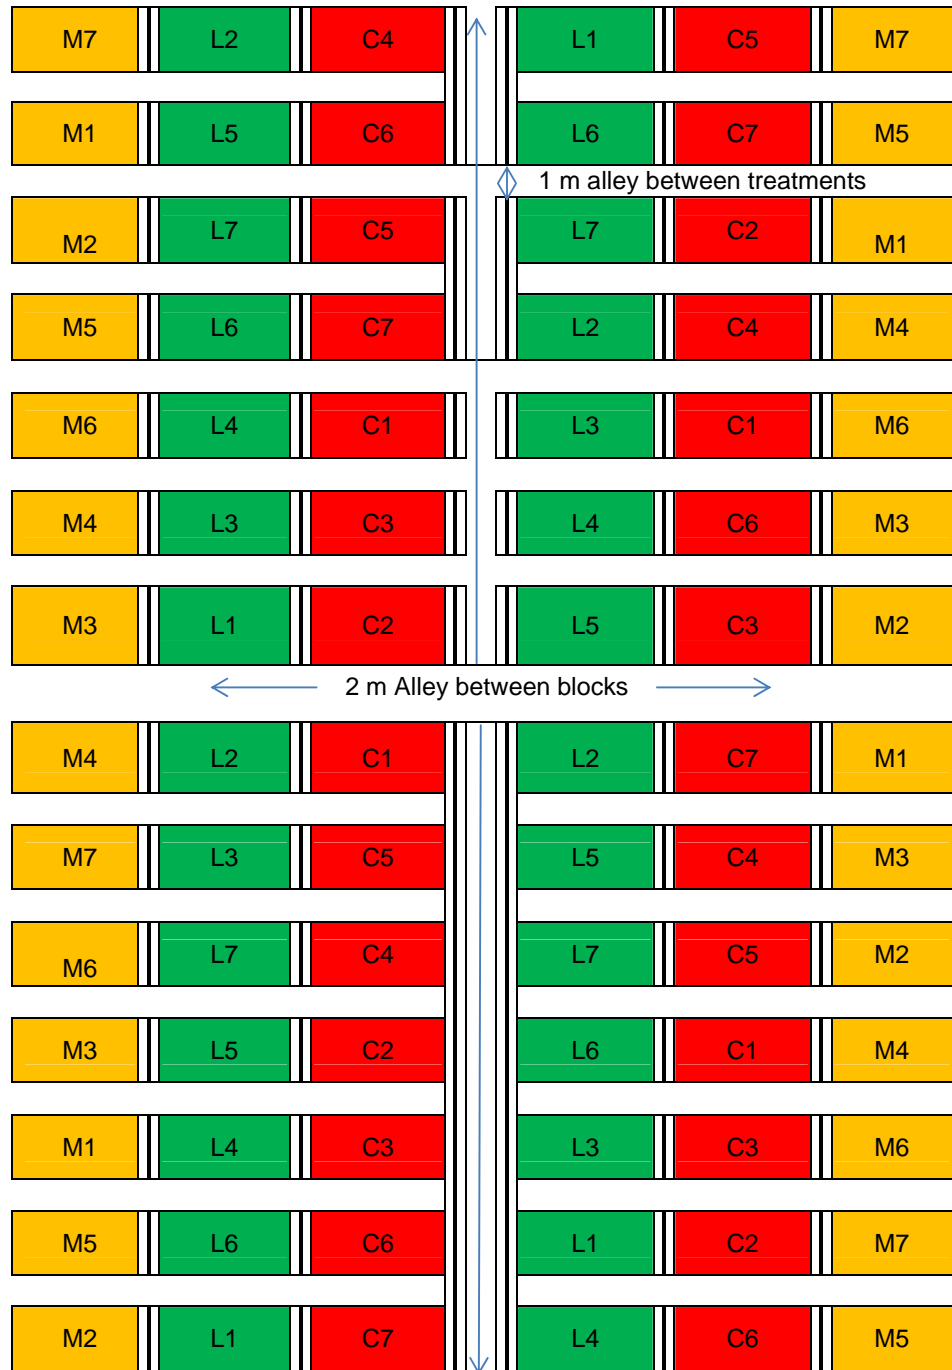 M7 L2 C4 L1 C5 M7
M1 L5 C6 L6 C7 M5
1 m alley between treatments
M2 L7 C5 L7 C2 M1
M5 L6 C7 L2 C4 M4
M6 L4 C1 L3 C1 M6
M4 L3 C3 L4 C6 M3
M3 L1 C2 L5 C3 M2
2 m Alley between blocks
M4 L2 C1 L2 C7 M1
M7 L3 C5 L5 C4 M3
M6 L7 C4 L7 C5 M2
M3 L5 C2 L6 C1 M4
M1 L4 C3 L3 C3 M6
M5 L6 C6 L1 C2 M7
M2 L1 C7 L4 C6 M5